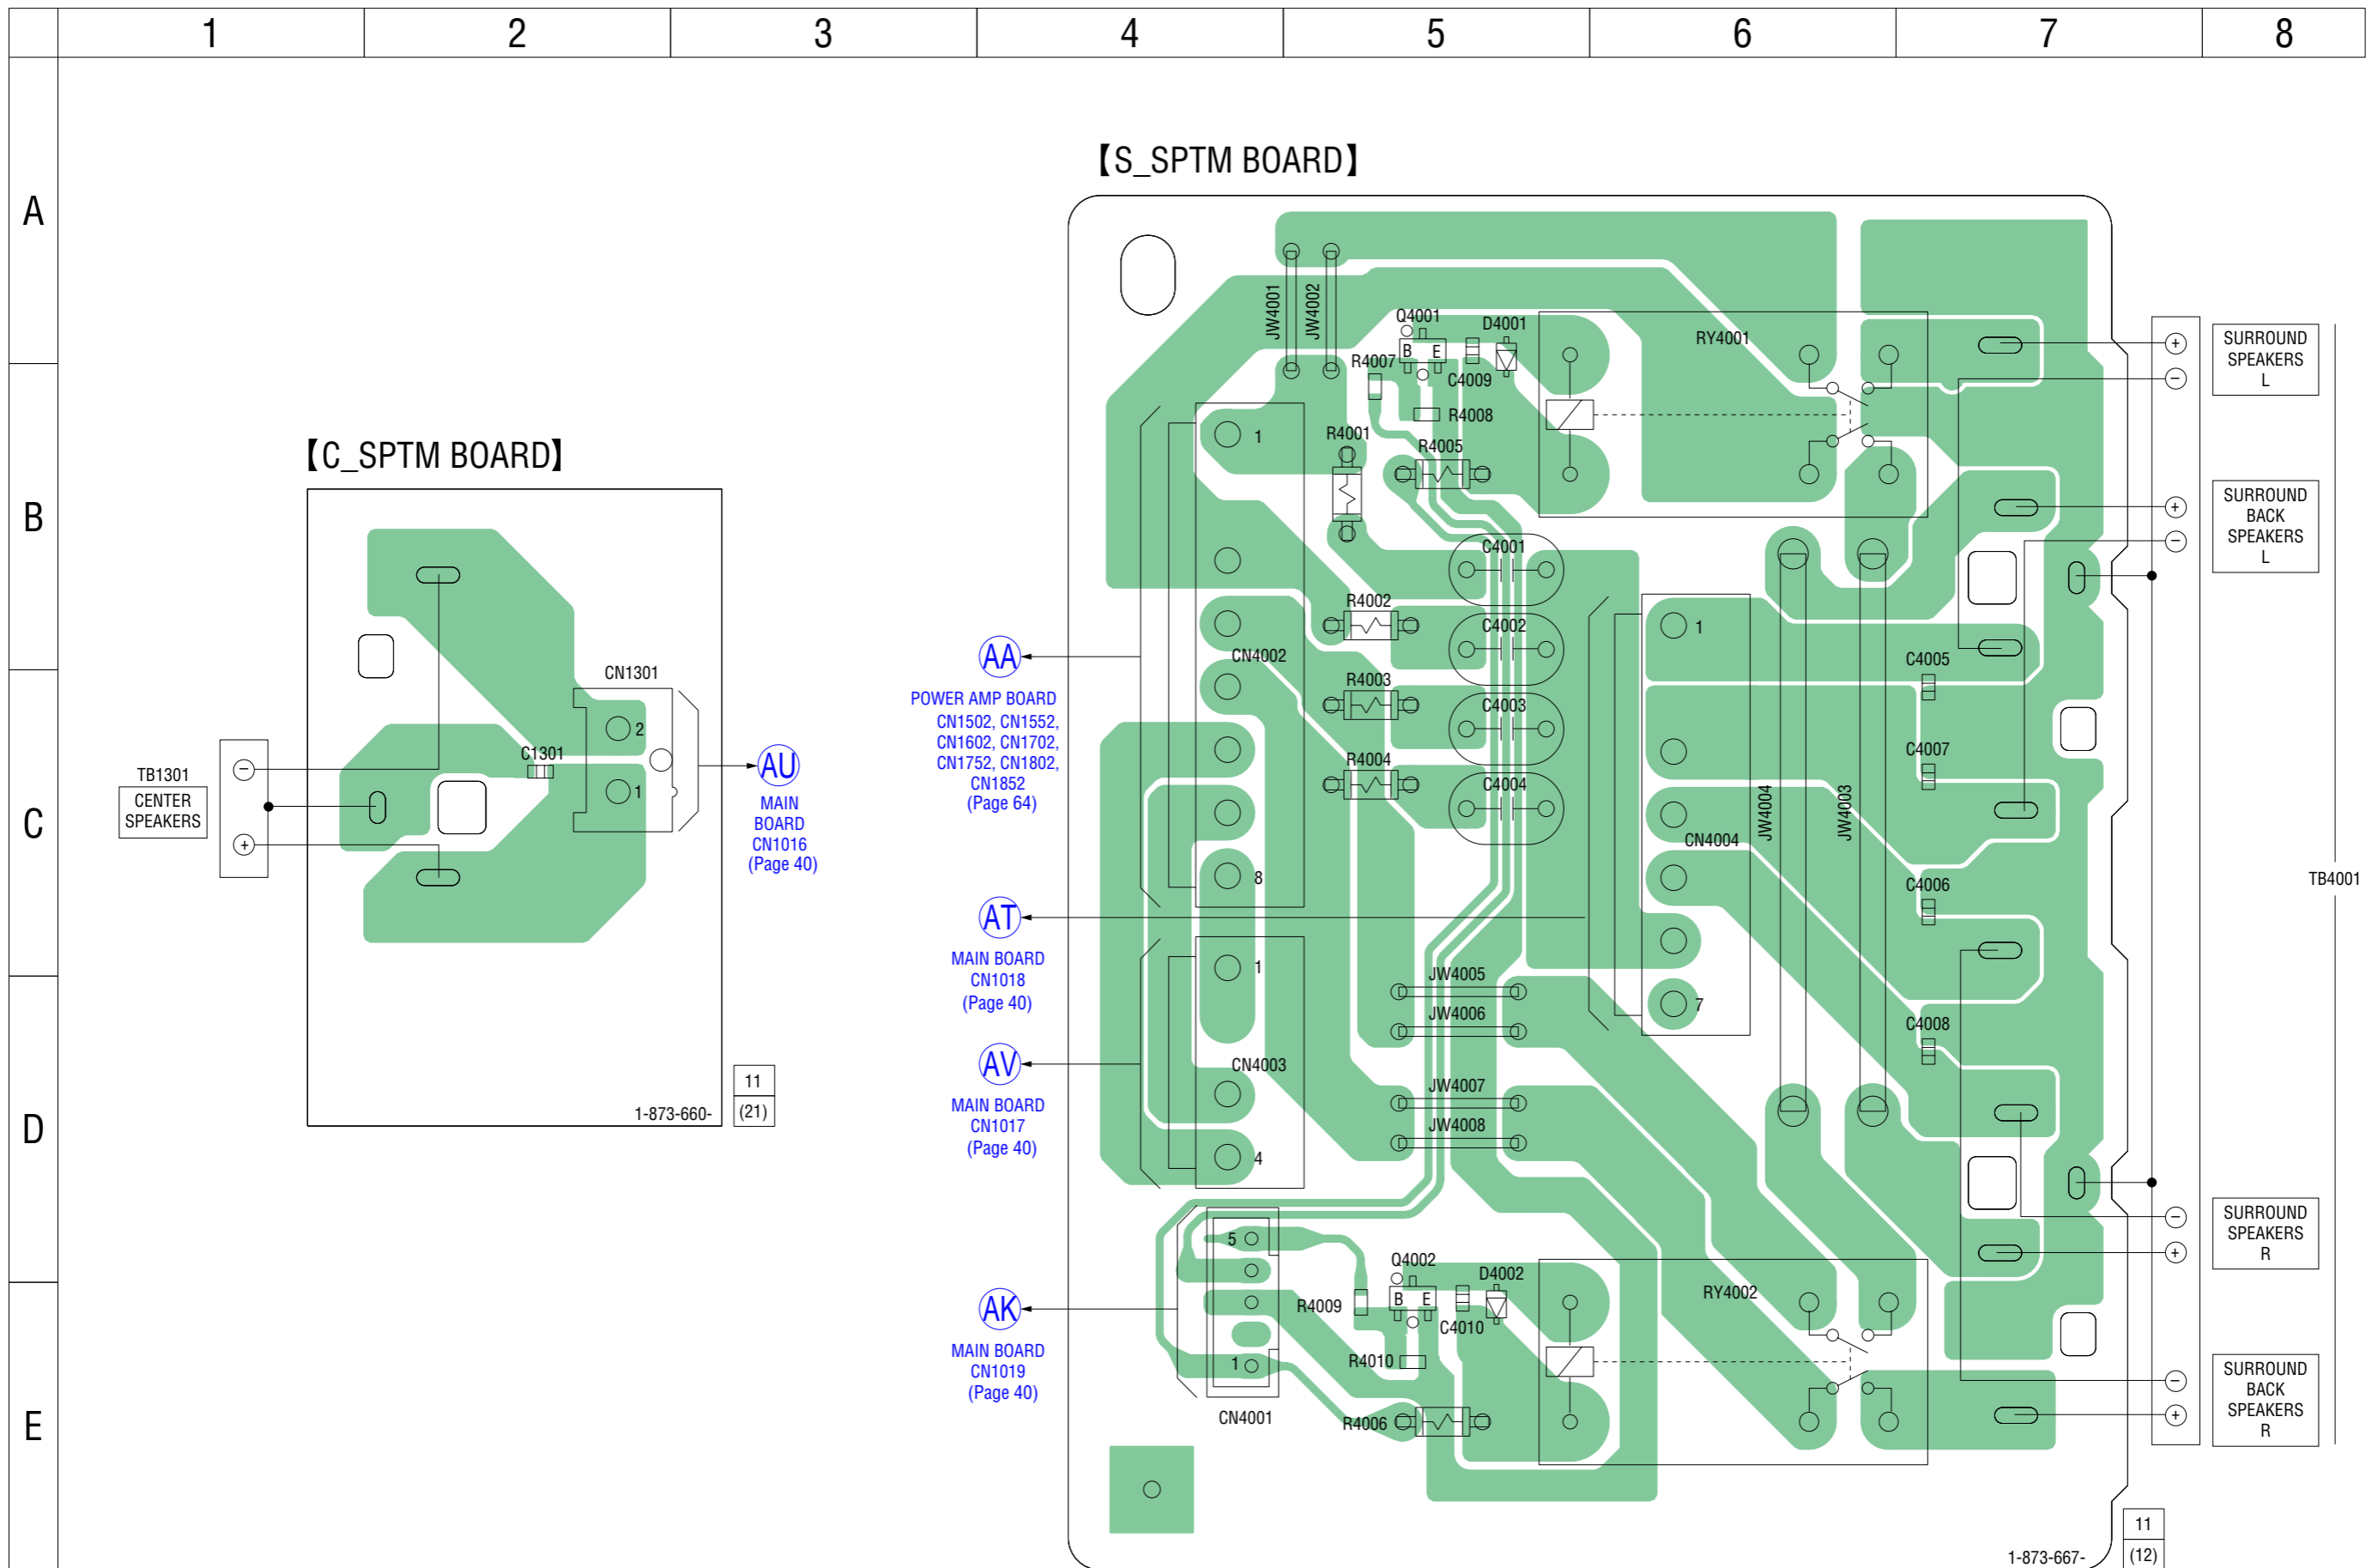 1 2 3 4 5 6 7 8
A
B
C
D
E
【C_SPTM BOARD】
TB1301
CENTER
SPEAKERS
−
+
C1301
CN1301
2
1
AU
MAIN
BOARD
CN1016
(Page 40)
1-873-660-
11
(21)
【S_SPTM BOARD】
AA
POWER AMP BOARD
CN1502, CN1552,
CN1602, CN1702,
CN1752, CN1802,
CN1852
(Page 64)
AT
MAIN BOARD
CN1018
(Page 40)
AV
MAIN BOARD
CN1017
(Page 40)
AK
MAIN BOARD
CN1019
(Page 40)
JW4001
JW4002
Q4001
B E
D4001
R4007
C4009
R4008
R4001
R4005
RY4001
1
CN4002
8
C4001
R4002
C4002
R4003
C4003
R4004
C4004
1
CN4004
7
JW4004
JW4003
C4005
C4007
C4006
C4008
1
CN4003
4
JW4005
JW4006
JW4007
JW4008
5
1
CN4001
Q4002
B E
D4002
R4009
C4010
R4010
R4006
RY4002
+
−
SURROUND
SPEAKERS
L
+
−
SURROUND
BACK
SPEAKERS
L
TB4001
−
+
SURROUND
SPEAKERS
R
−
+
SURROUND
BACK
SPEAKERS
R
1-873-667-
11
(12)